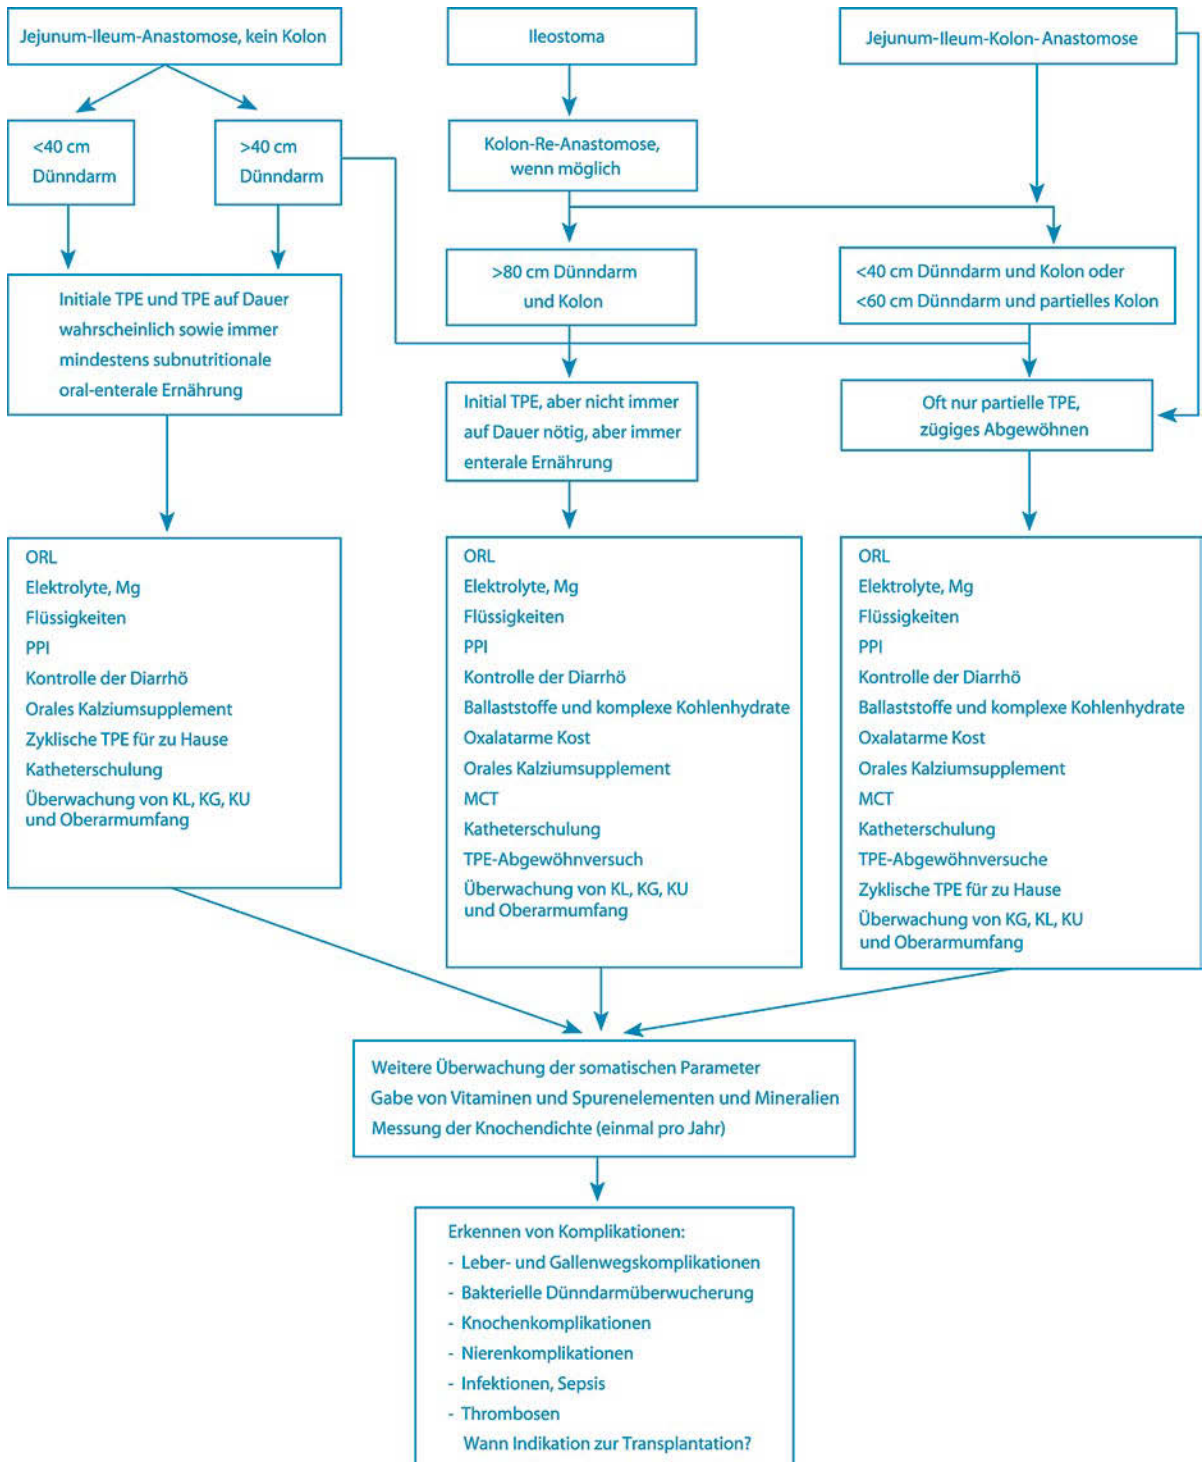 Jejunum-Ileum-Anastomose, kein Kolon
Ileostoma
Jejunum-Ileum-Kolon-Anastomose
<40 cm
Dünndarm
>40 cm
Dünndarm
Kolon-Re-Anastomose,
wenn möglich
>80 cm Dünndarm
und Kolon
<40 cm Dünndarm und Kolon oder
<60 cm Dünndarm und partielles Kolon
Initiale TPE und TPE auf Dauer
wahrscheinlich sowie immer
mindestens subnutritionale
oral-enterale Ernährung
Initial TPE, aber nicht immer
auf Dauer nötig, aber immer
enterale Ernährung
Oft nur partielle TPE,
zügiges Abgewöhnen
ORL
Elektrolyte, Mg
Flüssigkeiten
PPI
Kontrolle der Diarrhö
Orales Kalziumsupplement
Zyklische TPE für zu Hause
Katheterschulung
Überwachung von KL, KG, KU
und Oberarmumfang
ORL
Elektrolyte, Mg
Flüssigkeiten
PPI
Kontrolle der Diarrhö
Ballaststoffe und komplexe Kohlenhydrate
Oxalatarme Kost
Orales Kalziumsupplement
MCT
Katheterschulung
TPE-Abgewöhnversuch
Überwachung von KL, KG, KU
und Oberarmumfang
ORL
Elektrolyte, Mg
Flüssigkeiten
PPI
Kontrolle der Diarrhö
Ballaststoffe und komplexe Kohlenhydrate
Oxalatarme Kost
Orales Kalziumsupplement
MCT
Katheterschulung
TPE-Abgewöhnversuche
Zyklische TPE für zu Hause
Überwachung von KG, KL, KU
und Oberarmumfang
Weitere Überwachung der somatischen Parameter
Gabe von Vitaminen und Spurenelementen und Mineralien
Messung der Knochendichte (einmal pro Jahr)
Erkennen von Komplikationen:
- Leber- und Gallenwegskomplikationen
- Bakterielle Dünndarmüberwucherung
- Knochenkomplikationen
- Nierenkomplikationen
- Infektionen, Sepsis
- Thrombosen
Wann Indikation zur Transplantation?